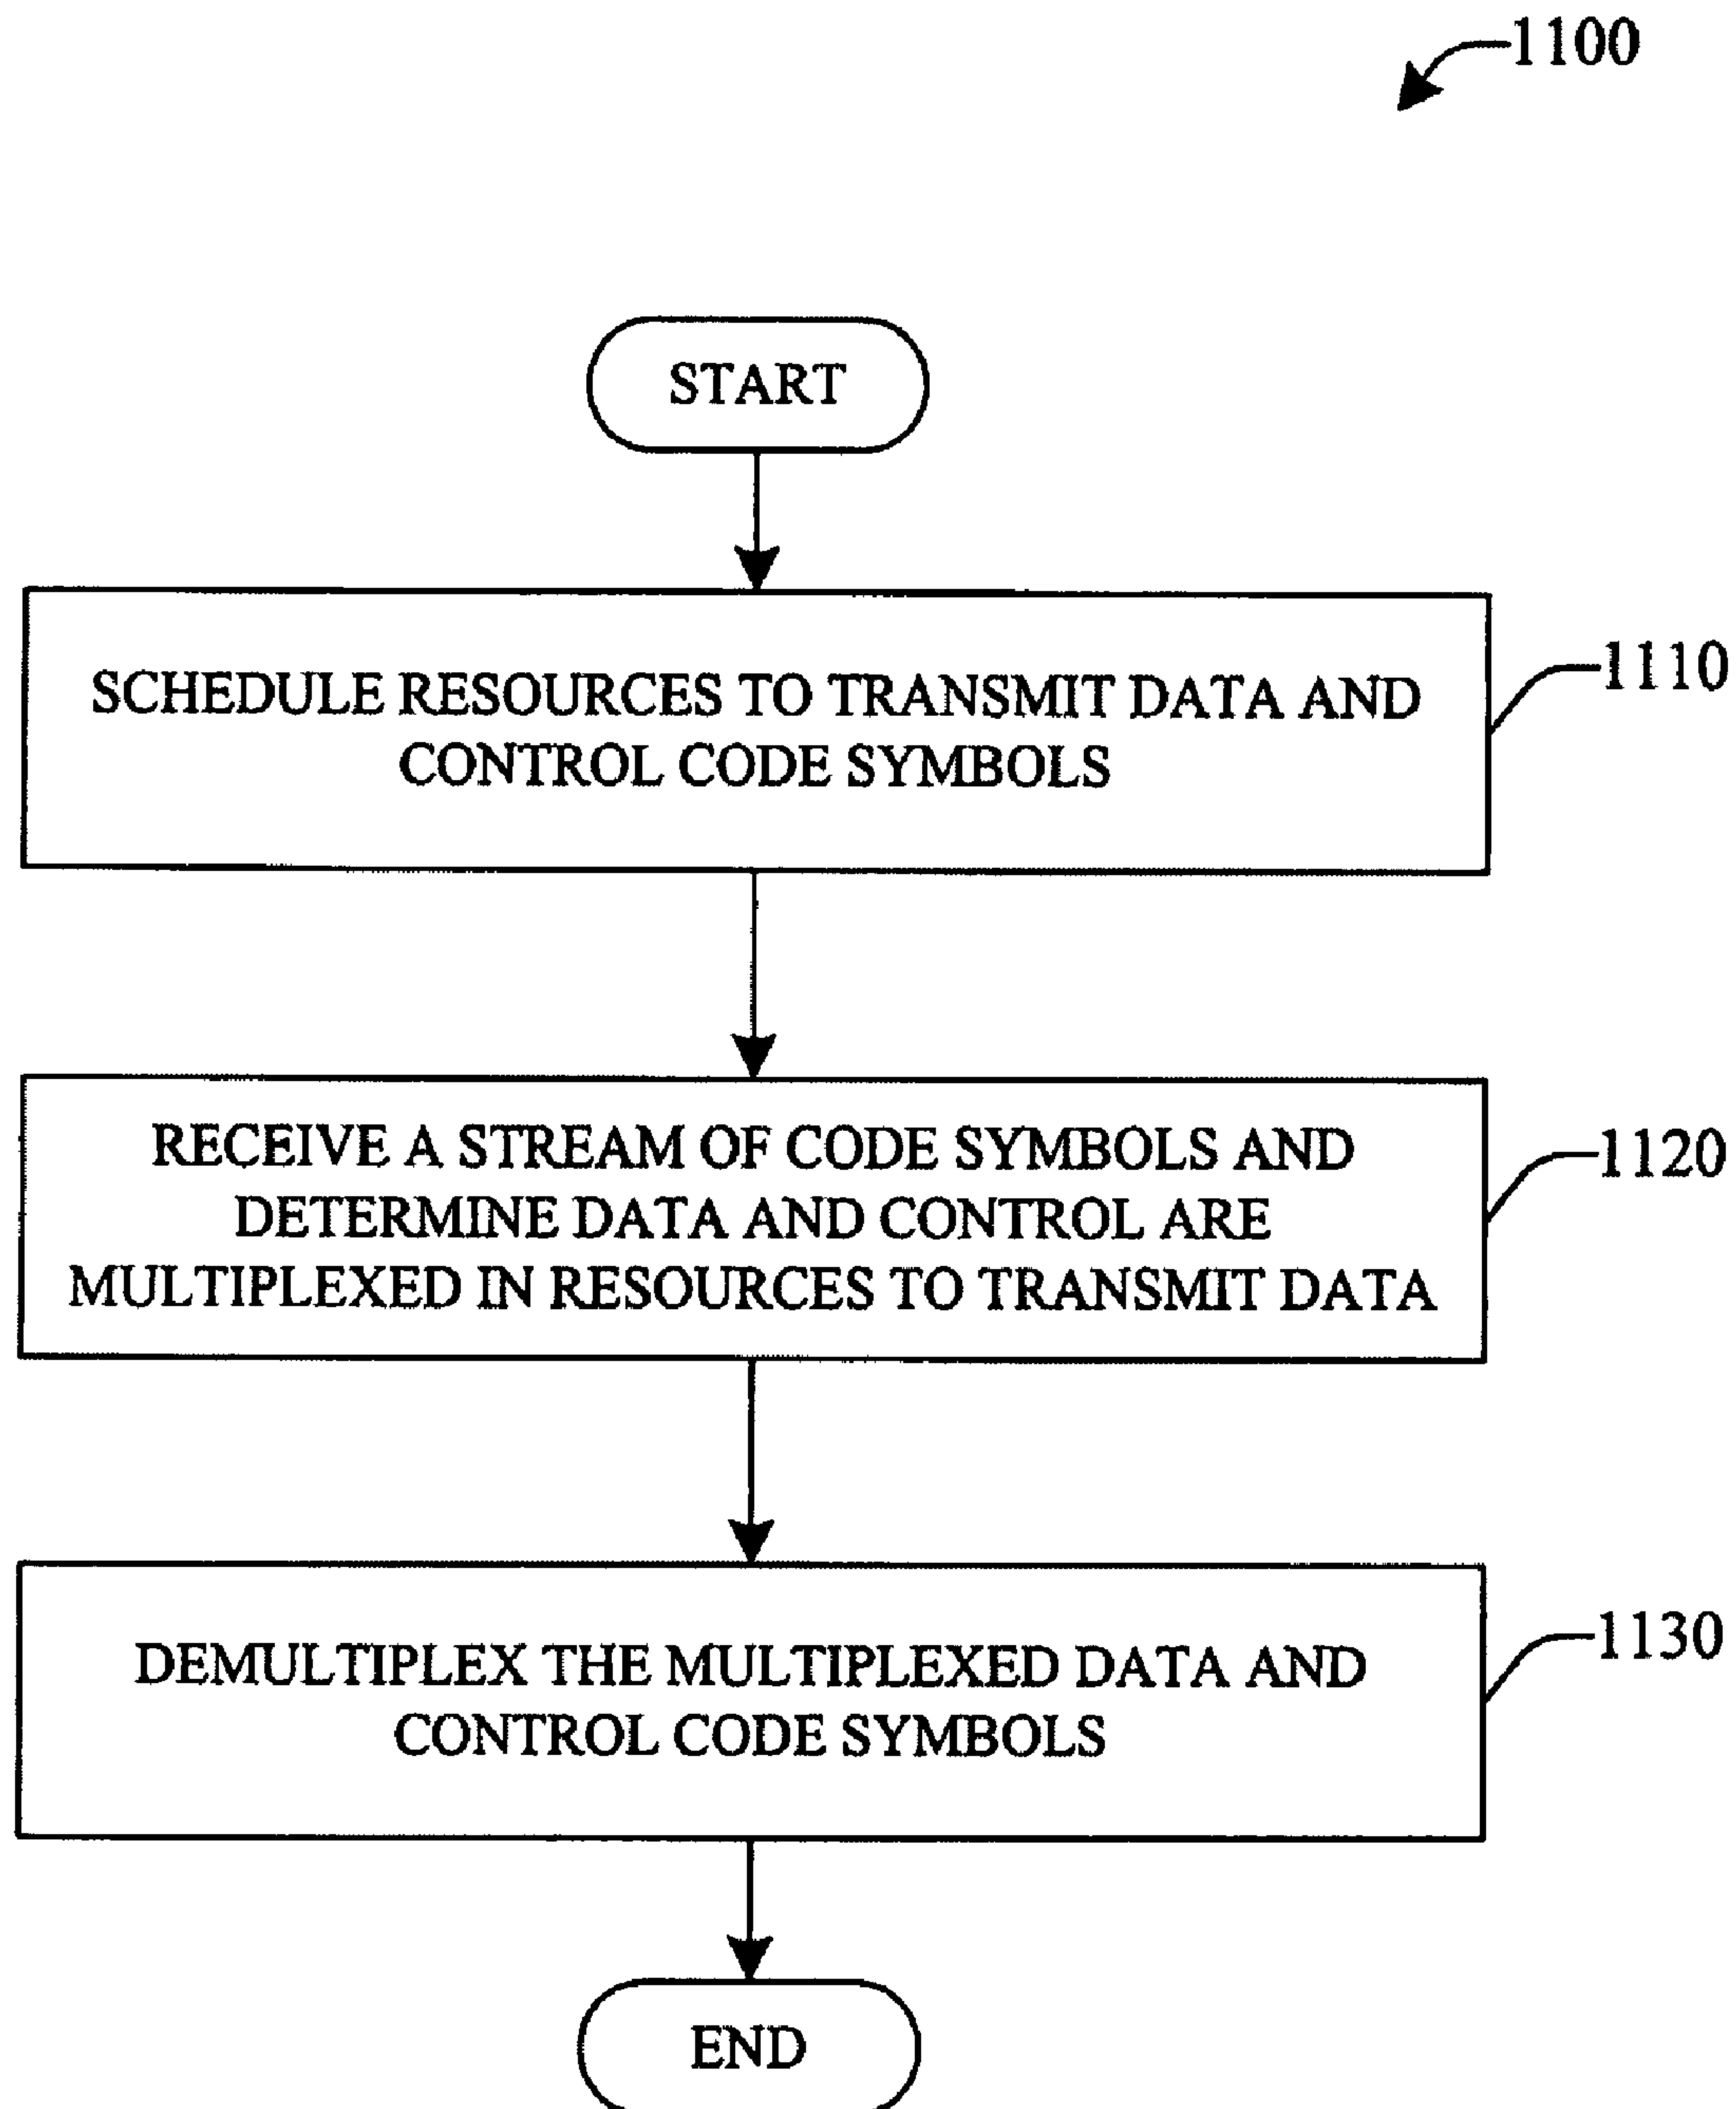 1100
START
SCHEDULE RESOURCES TO TRANSMIT DATA AND
CONTROL CODE SYMBOLS
1110
RECEIVE A STREAM OF CODE SYMBOLS AND
DETERMINE DATA AND CONTROL ARE
MULTIPLEXED IN RESOURCES TO TRANSMIT DATA
1120
DEMULTIPLEX THE MULTIPLEXED DATA AND
CONTROL CODE SYMBOLS
1130
END